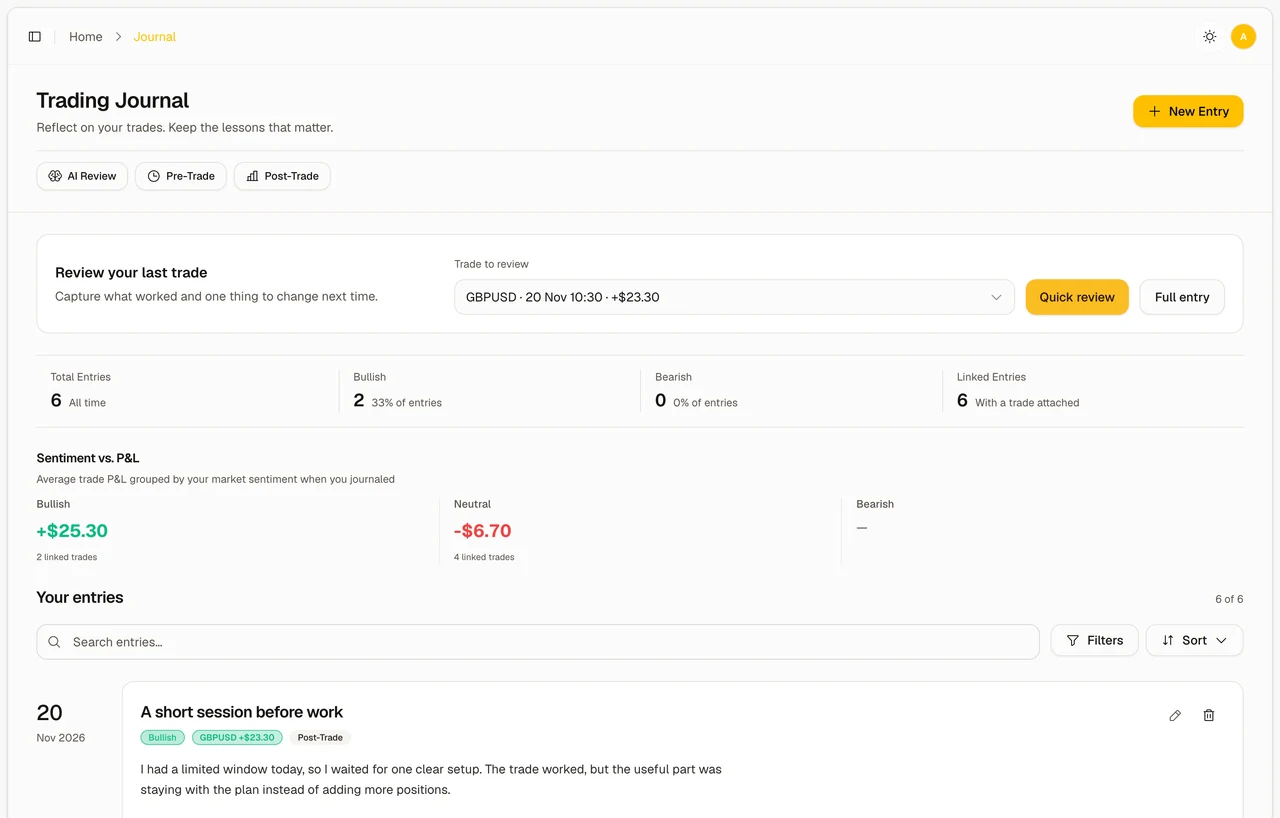 Home
Journal
A
Trading Journal
Reflect on your trades. Keep the lessons that matter.
New Entry
AI Review
Pre-Trade
Post-Trade
Review your last trade
Capture what worked and one thing to change next time.
Trade to review
GBPUSD · 20 Nov 10:30 · +$23.30
Quick review
Full entry
Total Entries
6 All time
Bullish
2 33% of entries
Bearish
0 0% of entries
Linked Entries
6 With a trade attached
Sentiment vs. P&L
Average trade P&L grouped by your market sentiment when you journaled
Bullish
+$25.30
2 linked trades
Neutral
-$6.70
4 linked trades
Bearish
—
Your entries
6 of 6
Search entries...
Filters
Sort
20
Nov 2026
A short session before work
Bullish
GBPUSD +$23.30
Post-Trade
I had a limited window today, so I waited for one clear setup. The trade worked, but the useful part was
staying with the plan instead of adding more positions.